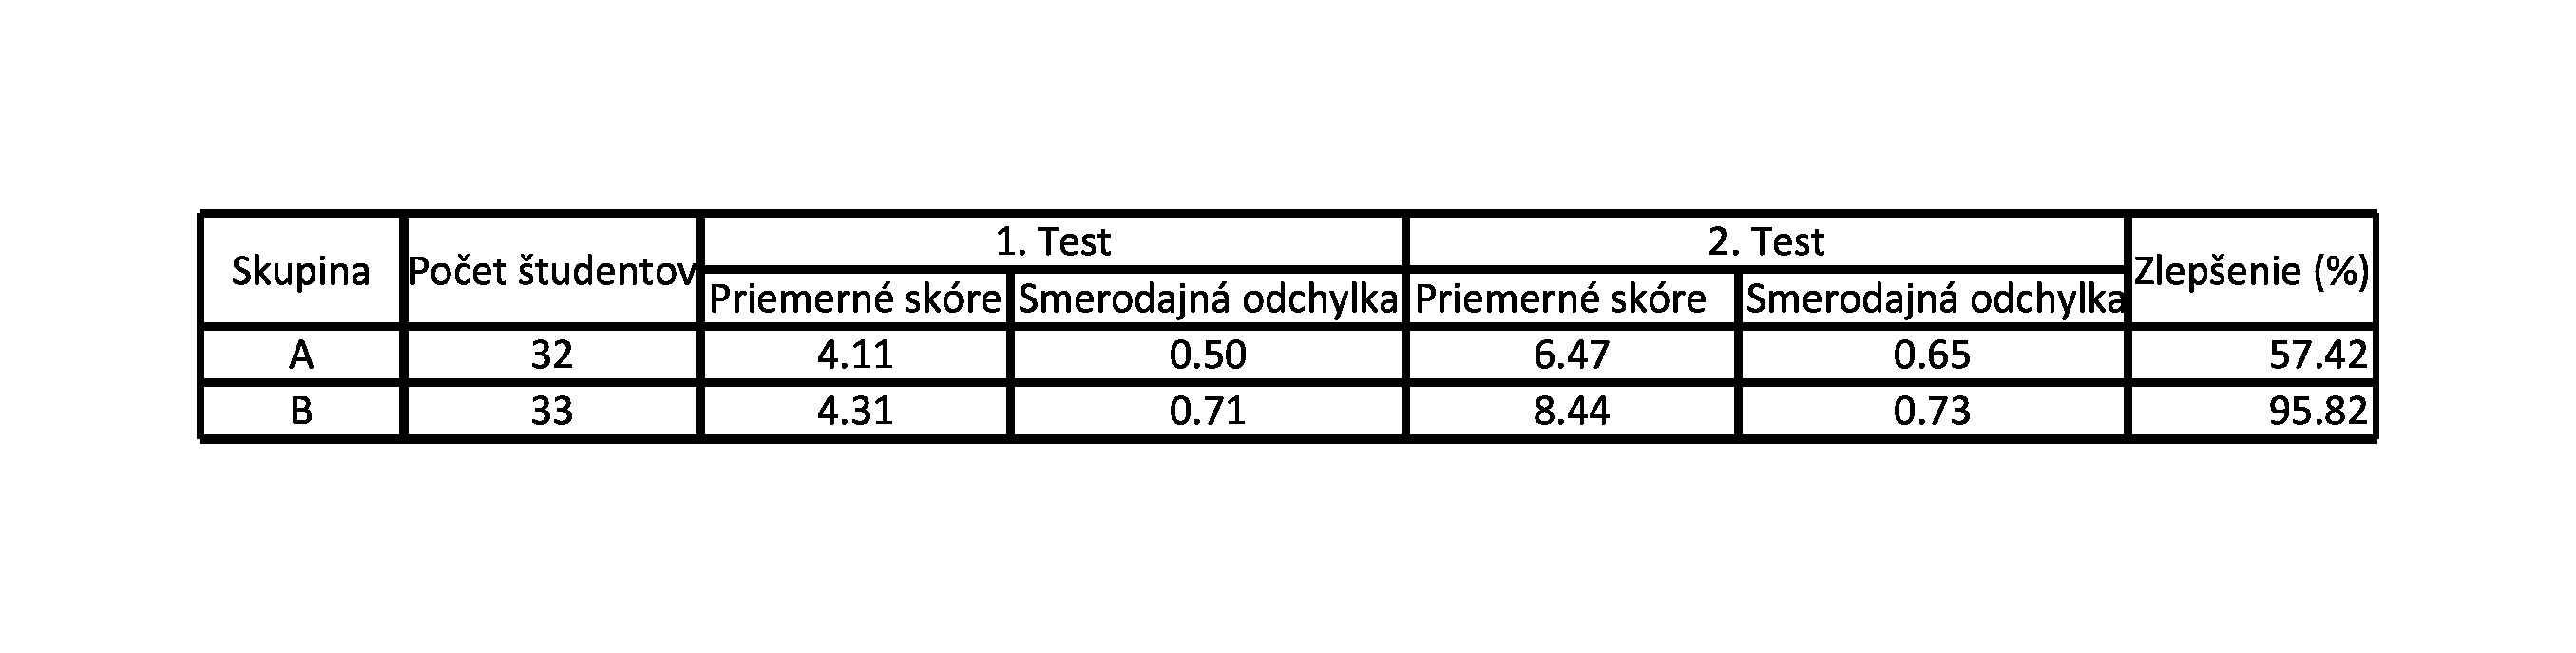 Skupina Počet študentov 1. Test 2. Test Zlepšenie (%)
Priemerné skóre Smerodajná odchylka Priemerné skóre Smerodajná odchylka
A 32 4.11 0.50 6.47 0.65 57.42
B 33 4.31 0.71 8.44 0.73 95.82